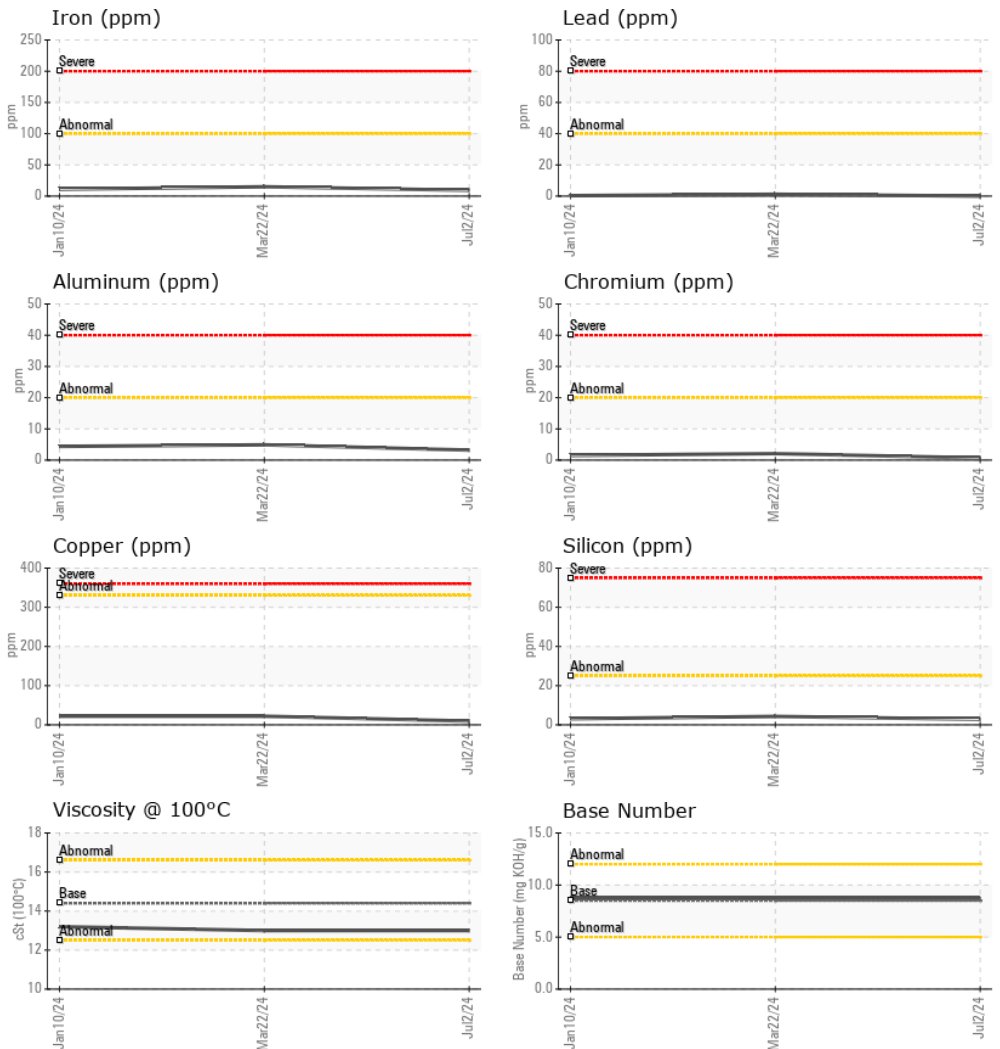 Iron (ppm)
250
200
150
100
50
0
ppm
Severe
Abnormal
Jan10/24
Mar22/24
Jul2/24
Lead (ppm)
100
80
60
40
20
0
ppm
Severe
Abnormal
Jan10/24
Mar22/24
Jul2/24
Aluminum (ppm)
50
40
30
20
10
0
ppm
Severe
Abnormal
Jan10/24
Mar22/24
Jul2/24
Chromium (ppm)
50
40
30
20
10
0
ppm
Severe
Abnormal
Jan10/24
Mar22/24
Jul2/24
Copper (ppm)
400
300
200
100
0
ppm
Severe
Abnormal
Jan10/24
Mar22/24
Jul2/24
Silicon (ppm)
80
60
40
20
0
ppm
Severe
Abnormal
Jan10/24
Mar22/24
Jul2/24
Viscosity @ 100°C
18
16
14
12
10
cSt (100°C)
Abnormal
Base
Abnormal
Jan10/24
Mar22/24
Jul2/24
Base Number
15.0
10.0
5.0
0.0
Base Number (mg KOH/g)
Abnormal
Base
Abnormal
Jan10/24
Mar22/24
Jul2/24